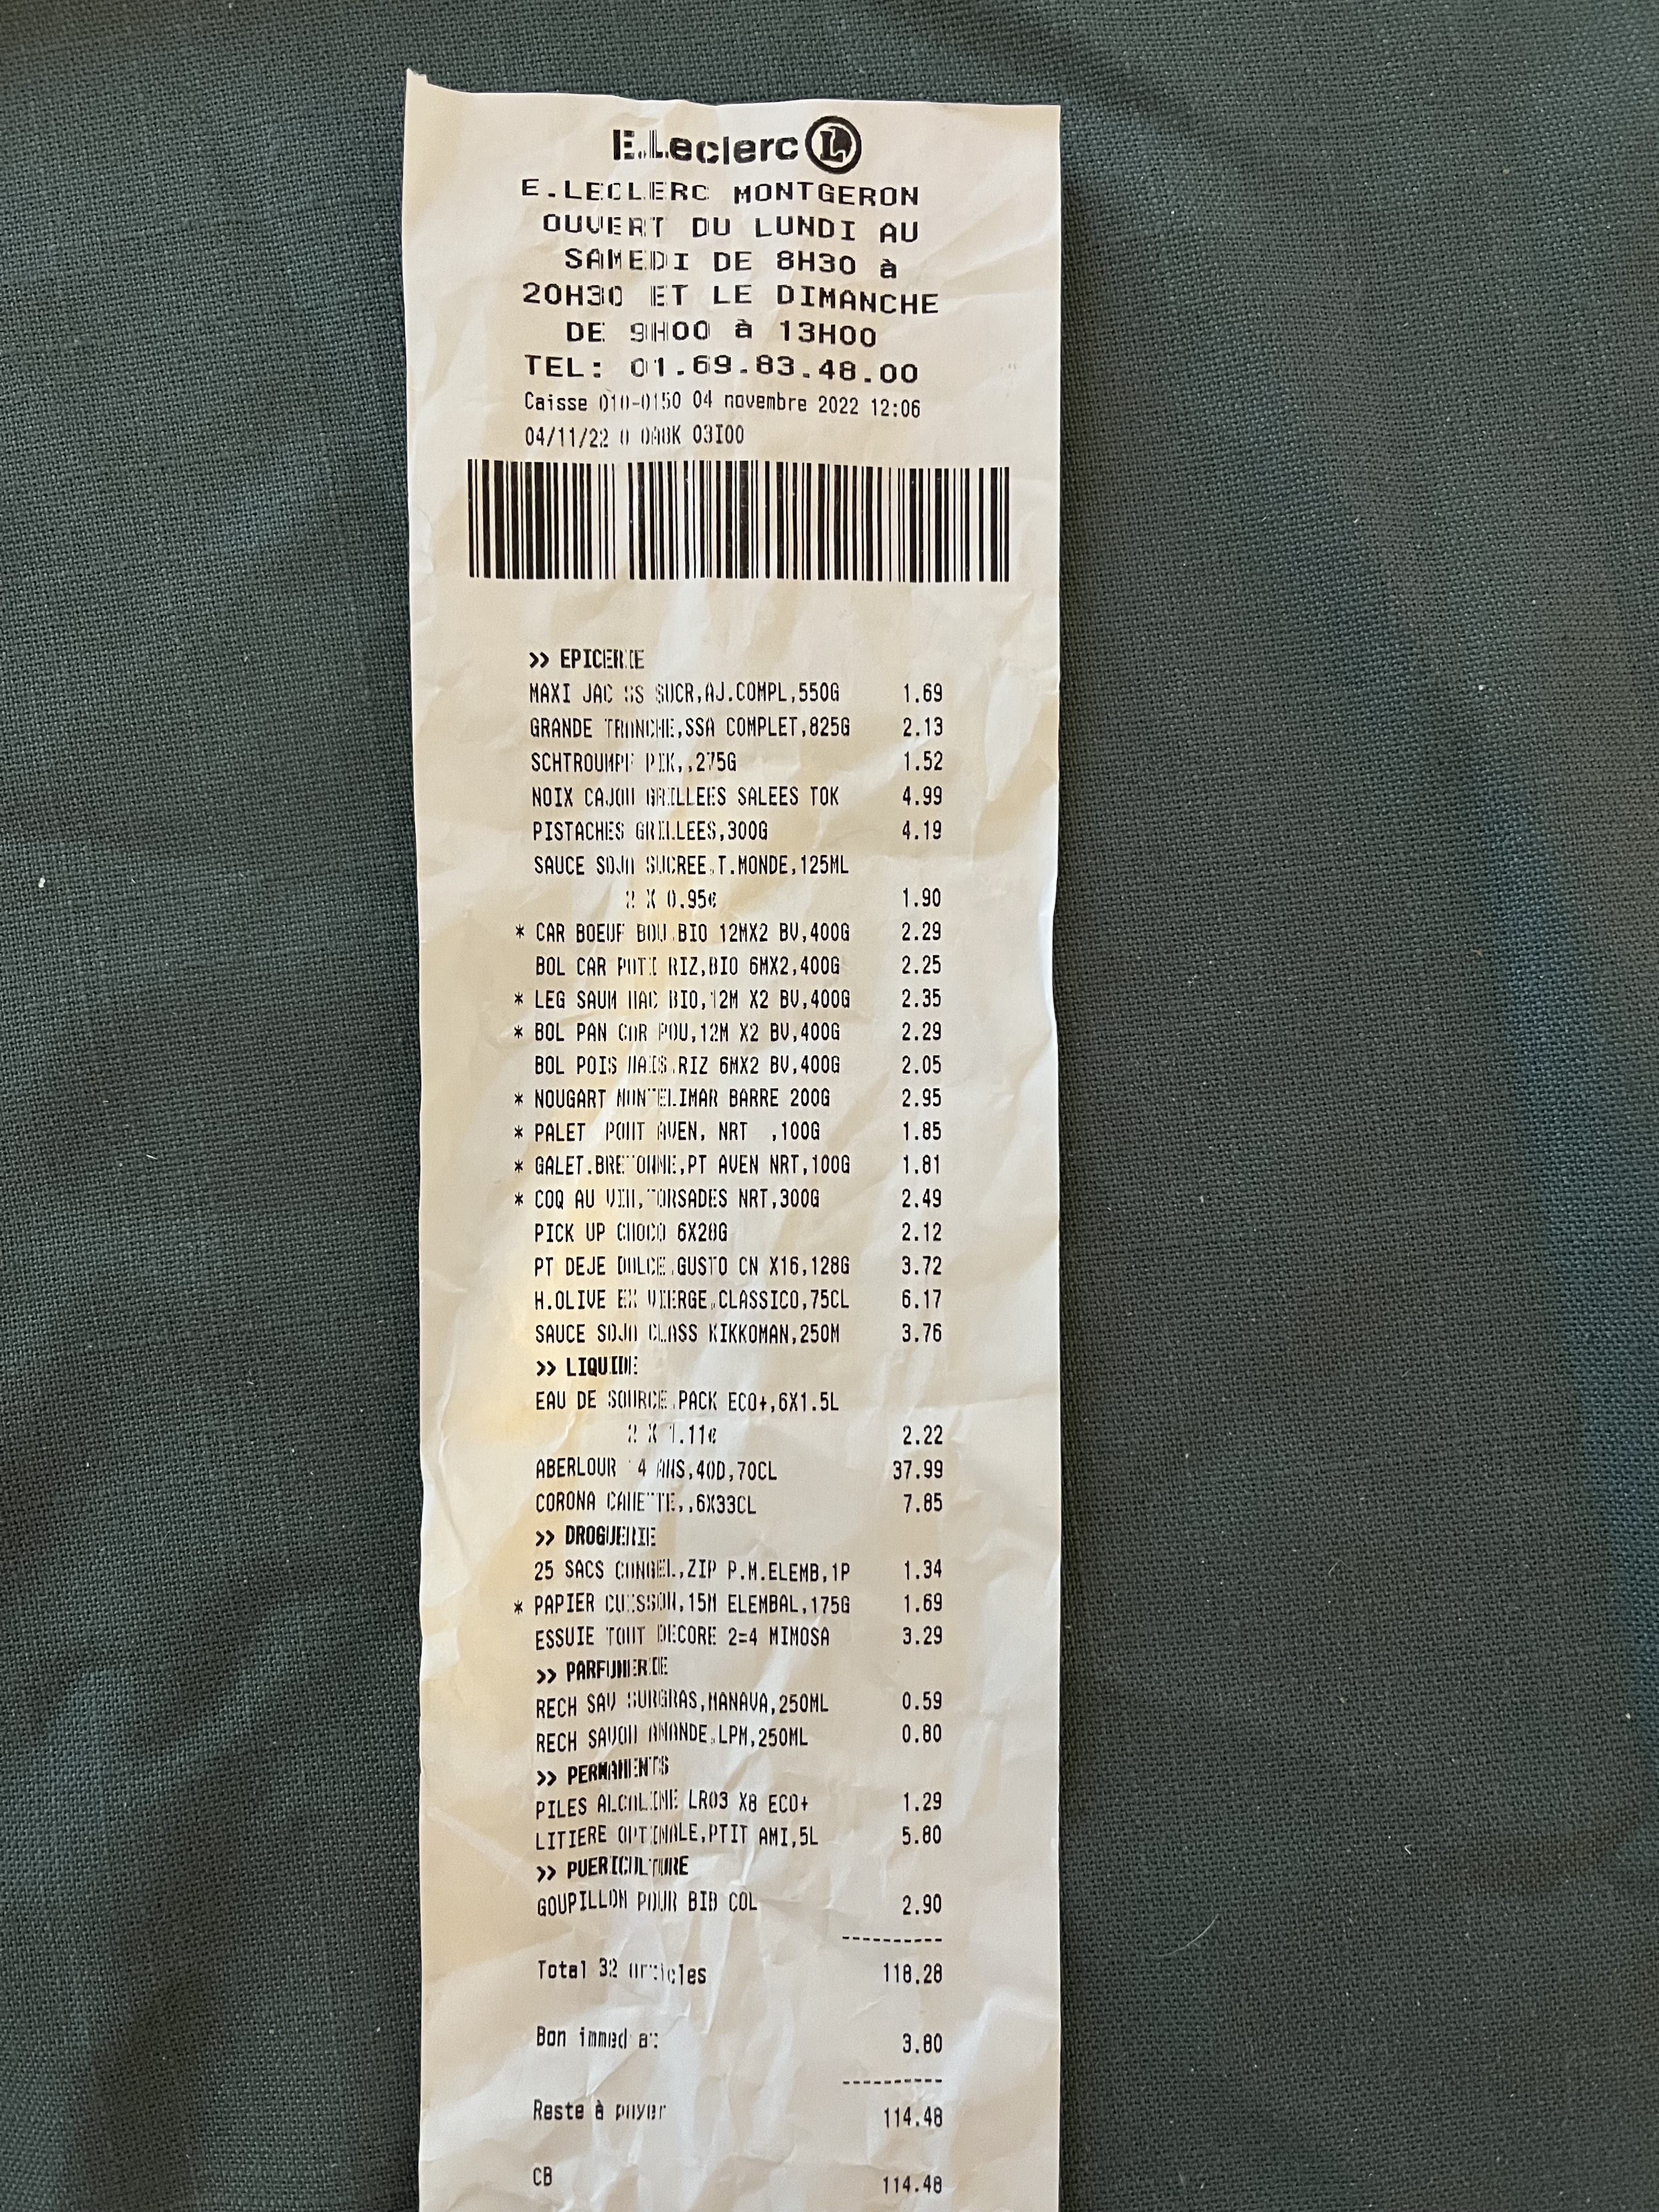 E.Leclerc L
E.LECLERC MONTGERON
OUVERT DU LUNDI AU
SAMEDI DE 8H30 à
20H30 ET LE DIMANCHE
DE 9H00 à 13H00
TEL: 01.69.83.48.00
Caisse 010-0150 04 novembre 2022 12:06
04/11/22 03I00
>> EPICERIE
MAXI JAC SS SUCR,AJ.COMPL,550G 1.69
GRANDE TRANCHE,SSA COMPLET,825G 2.13
SCHTROUMPF PIK,,275G 1.52
NOIX CAJOU GRILLEES SALEES TOK 4.99
PISTACHES GRILLEES,300G 4.19
SAUCE SOJA SUCREE,T.MONDE,125ML
2 X 0.95€ 1.90
* CAR BOEUF BOU.BIO 12MX2 BV,400G 2.29
BOL CAR POTI RIZ,BIO 6MX2,400G 2.25
* LEG SAUM MAC BIO,12M X2 BV,400G 2.35
* BOL PAN CAR POU,12M X2 BV,400G 2.29
BOL POIS MAIS.RIZ 6MX2 BV,400G 2.05
* NOUGART MONTELIMAR BARRE 200G 2.95
* PALET PONT AVEN, NRT ,100G 1.85
* GALET.BRETONNE,PT AVEN NRT,100G 1.81
* COQ AU VIN,TORSADES NRT,300G 2.49
PICK UP CHOCO 6X28G 2.12
PT DEJE DOLCE.GUSTO CN X16,128G 3.72
H.OLIVE EX VIERGE,CLASSICO,75CL 6.17
SAUCE SOJA CLASS KIKKOMAN,250M 3.76
>> LIQUIDE
EAU DE SOURCE.PACK ECO+,6X1.5L
2 X 1.11€ 2.22
ABERLOUR 14 ANS,40D,70CL 37.99
CORONA CANETTE,,6X33CL 7.85
>> DROGUERIE
25 SACS CONGEL,ZIP P.M.ELEMB,1P 1.34
* PAPIER CUISSON,15M ELEMBAL,175G 1.69
ESSUIE TOUT DECORE 2=4 MIMOSA 3.29
>> PARFUMERIE
RECH SAV SURGRAS,MANAVA,250ML 0.59
RECH SAVON AMANDE,LPM,250ML 0.80
>> PERMANENTS
PILES ALCALINE LR03 X8 ECO+ 1.29
LITIERE OPTIMALE,PTIT AMI,5L 5.80
>> PUERICULTURE
GOUPILLON POUR BIB COL 2.90
----------
Total 32 articles 118.28
Bon immédiat 3.80
----------
Reste à payer 114.48
CB 114.48